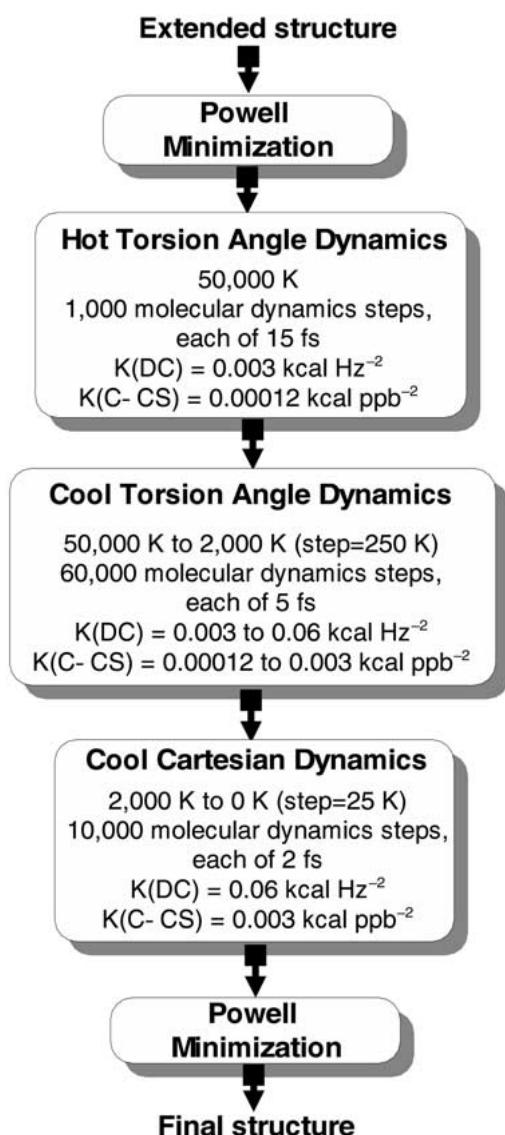 Extended structure
Powell
Minimization
Hot Torsion Angle Dynamics
50,000 K
1,000 molecular dynamics steps,
each of 15 fs
K(DC) = 0.003 kcal Hz⁻²
K(C- CS) = 0.00012 kcal ppb⁻²
Cool Torsion Angle Dynamics
50,000 K to 2,000 K (step=250 K)
60,000 molecular dynamics steps,
each of 5 fs
K(DC) = 0.003 to 0.06 kcal Hz⁻²
K(C- CS) = 0.00012 to 0.003 kcal ppb⁻²
Cool Cartesian Dynamics
2,000 K to 0 K (step=25 K)
10,000 molecular dynamics steps,
each of 2 fs
K(DC) = 0.06 kcal Hz⁻²
K(C- CS) = 0.003 kcal ppb⁻²
Powell
Minimization
Final structure